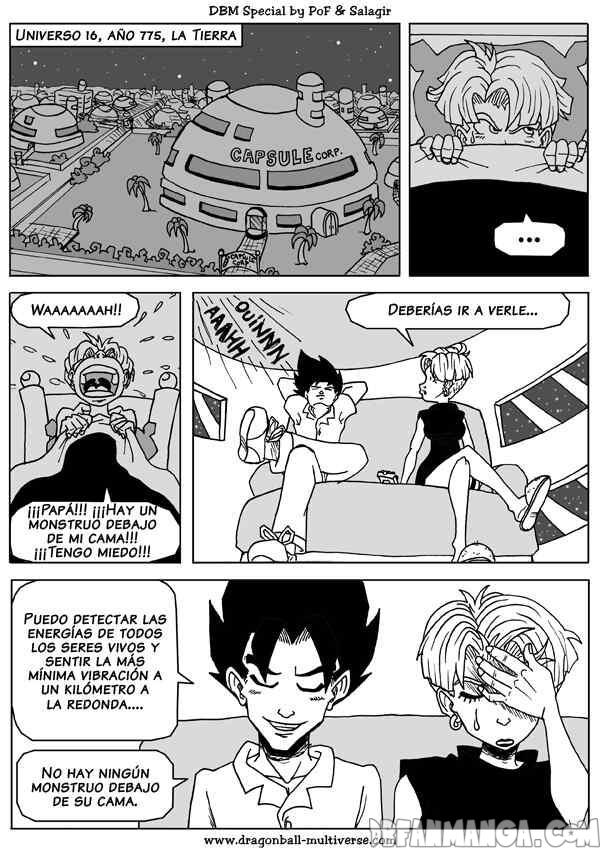 DBM Special by PoF & Salagir
Universo 16, año 775, la Tierra
CAPSULE CORP.
CAPSULE CORP.
...
Waaaaaaah!!
¡¡¡Papá!!! ¡¡¡Hay un
monstruo debajo
de mi cama!!!
¡¡¡Tengo miedo!!!
OUINNN
AAAHH
Deberías ir a verle...
Puedo detectar las
energías de todos
los seres vivos y
sentir la más
mínima vibración a
un kilómetro a
la redonda....
No hay ningún
monstruo debajo
de su cama.
www.dragonball-multiverse.com
DBFANMANGA.COM